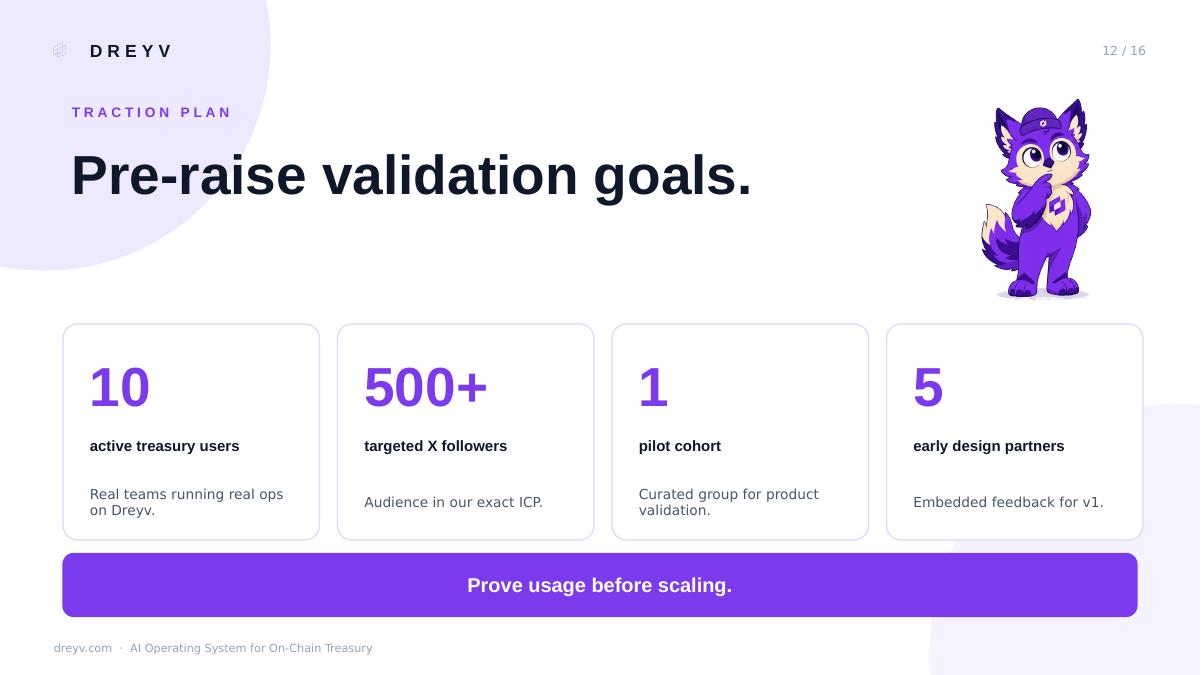 DREYV
12 / 16
TRACTION PLAN
Pre-raise validation goals.
10
active treasury users
Real teams running real ops
on Dreyv.
500+
targeted X followers
Audience in our exact ICP.
1
pilot cohort
Curated group for product
validation.
5
early design partners
Embedded feedback for v1.
Prove usage before scaling.
dreyv.com · AI Operating System for On-Chain Treasury